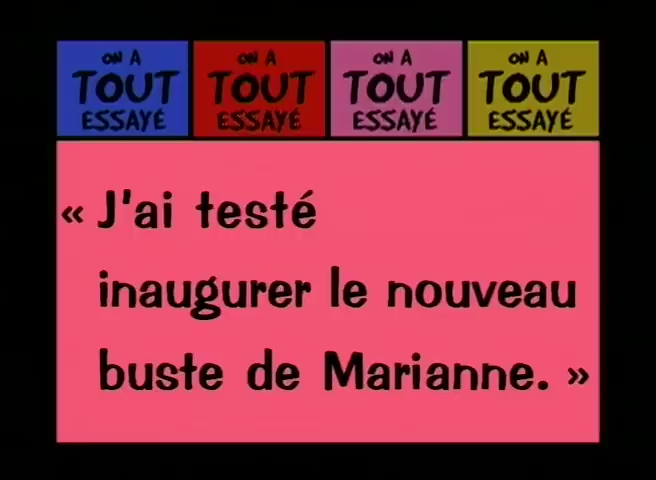 ON A TOUT ESSAYÉ
ON A TOUT ESSAYÉ
ON A TOUT ESSAYÉ
ON A TOUT ESSAYÉ
« J'ai testé
inaugurer le nouveau
buste de Marianne. »